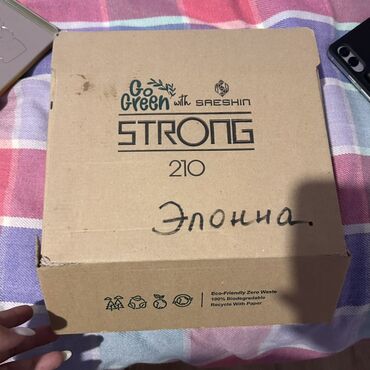 Go Green with SAESHIN
STRONG
210
Элонна.
Eco-Friendly Zero Waste
100% Biodegradable
Recycle With Paper